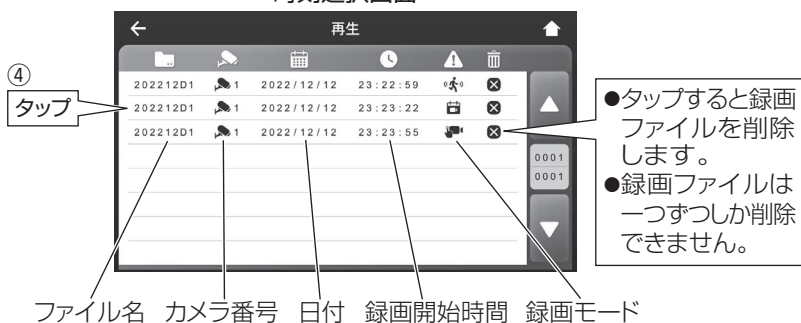 再生
④
タップ
202212D1 1 2022/12/12 23:22:59
202212D1 1 2022/12/12 23:23:22
202212D1 1 2022/12/12 23:23:55
0001
0001
●タップすると録画
ファイルを削除
します。
●録画ファイルは
一つずつしか削除
できません。
ファイル名 カメラ番号 日付 録画開始時間 録画モード